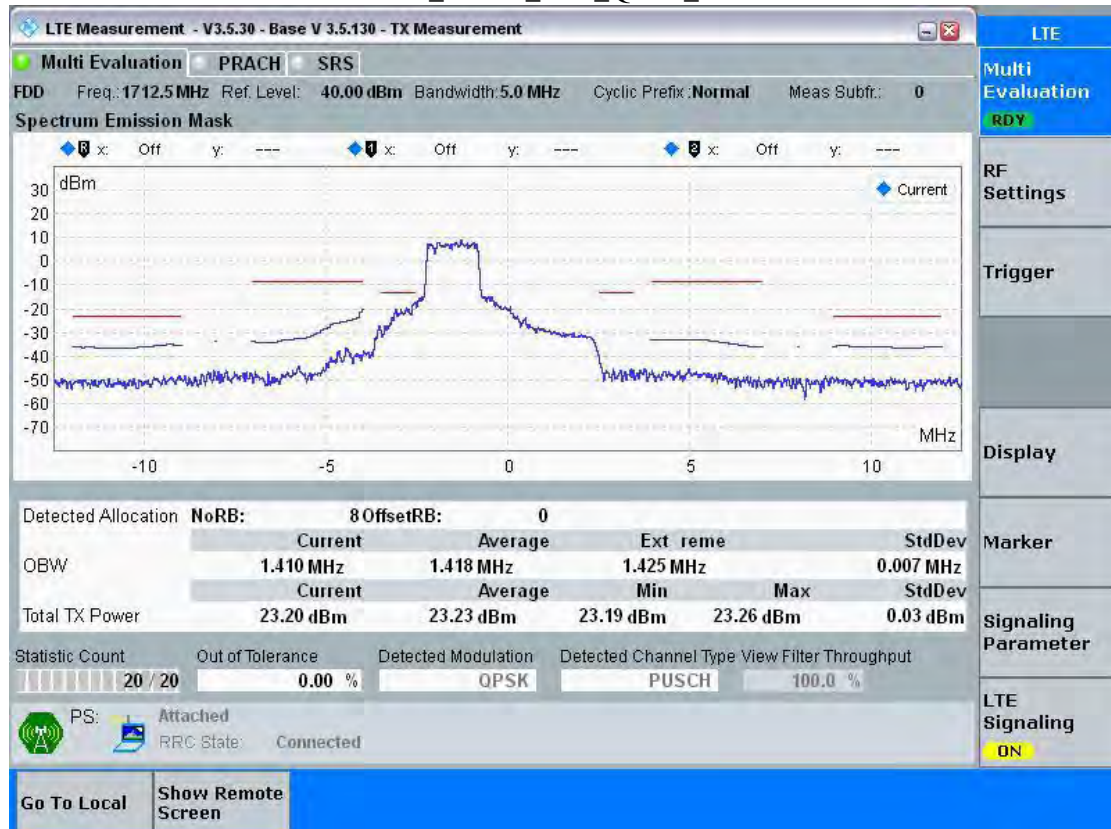 LTE Measurement - V3.5.30 - Base V 3.5.130 - TX Measurement
Multi Evaluation PRACH SRS
FDD Freq.: 1712.5 MHz Ref. Level: 40.00 dBm Bandwidth: 5.0 MHz Cyclic Prefix : Normal Meas Subfr.: 0
Spectrum Emission Mask
R x: Off y: --- 1 x: Off y: --- 2 x: Off y: ---
dBm
Current
30
20
10
0
-10
-20
-30
-40
-50
-60
-70
MHz
-10 -5 0 5 10
Detected Allocation NoRB: 8 OffsetRB: 0
Current Average Ext reme StdDev
OBW 1.410 MHz 1.418 MHz 1.425 MHz 0.007 MHz
Current Average Min Max StdDev
Total TX Power 23.20 dBm 23.23 dBm 23.19 dBm 23.26 dBm 0.03 dBm
Statistic Count Out of Tolerance Detected Modulation Detected Channel Type View Filter Throughput
20 / 20 0.00 % QPSK PUSCH 100.0 %
PS: Attached
RRC State: Connected
Go To Local
Show Remote
Screen
LTE
Multi
Evaluation
RDY
RF
Settings
Trigger
Display
Marker
Signaling
Parameter
LTE
Signaling
ON